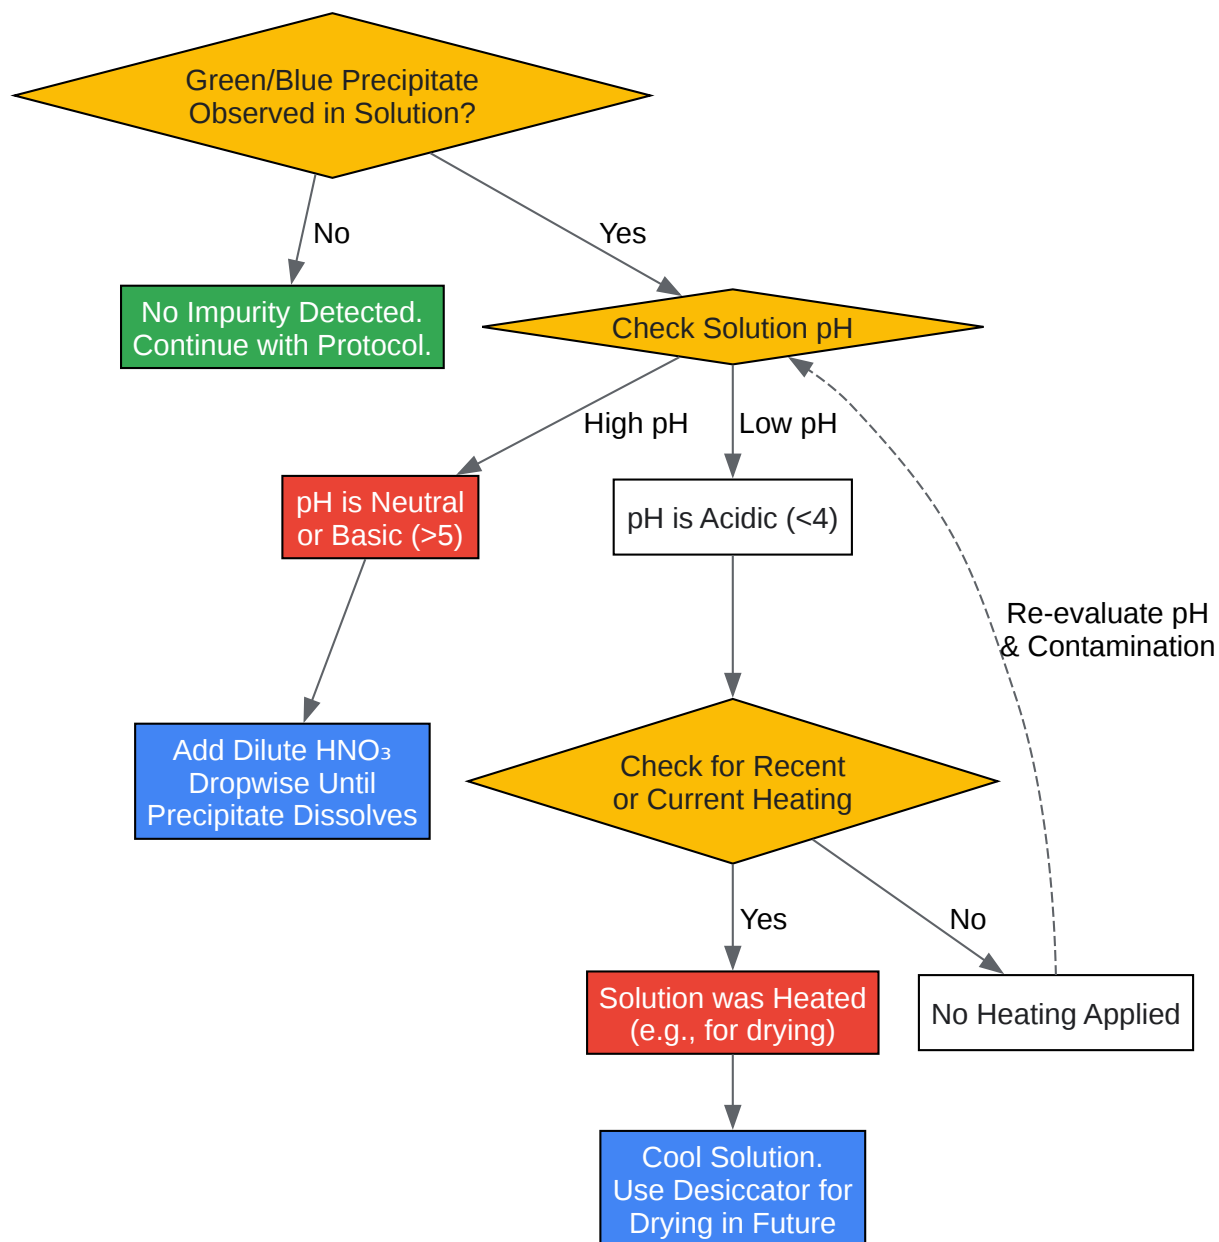 Green/Blue Precipitate
Observed in Solution?
No
Yes
No Impurity Detected.
Continue with Protocol.
Check Solution pH
High pH
Low pH
pH is Neutral
or Basic (>5)
pH is Acidic (<4)
Re-evaluate pH
& Contamination
Add Dilute HNO₃
Dropwise Until
Precipitate Dissolves
Check for Recent
or Current Heating
Yes
No
Solution was Heated
(e.g., for drying)
No Heating Applied
Cool Solution.
Use Desiccator for
Drying in Future